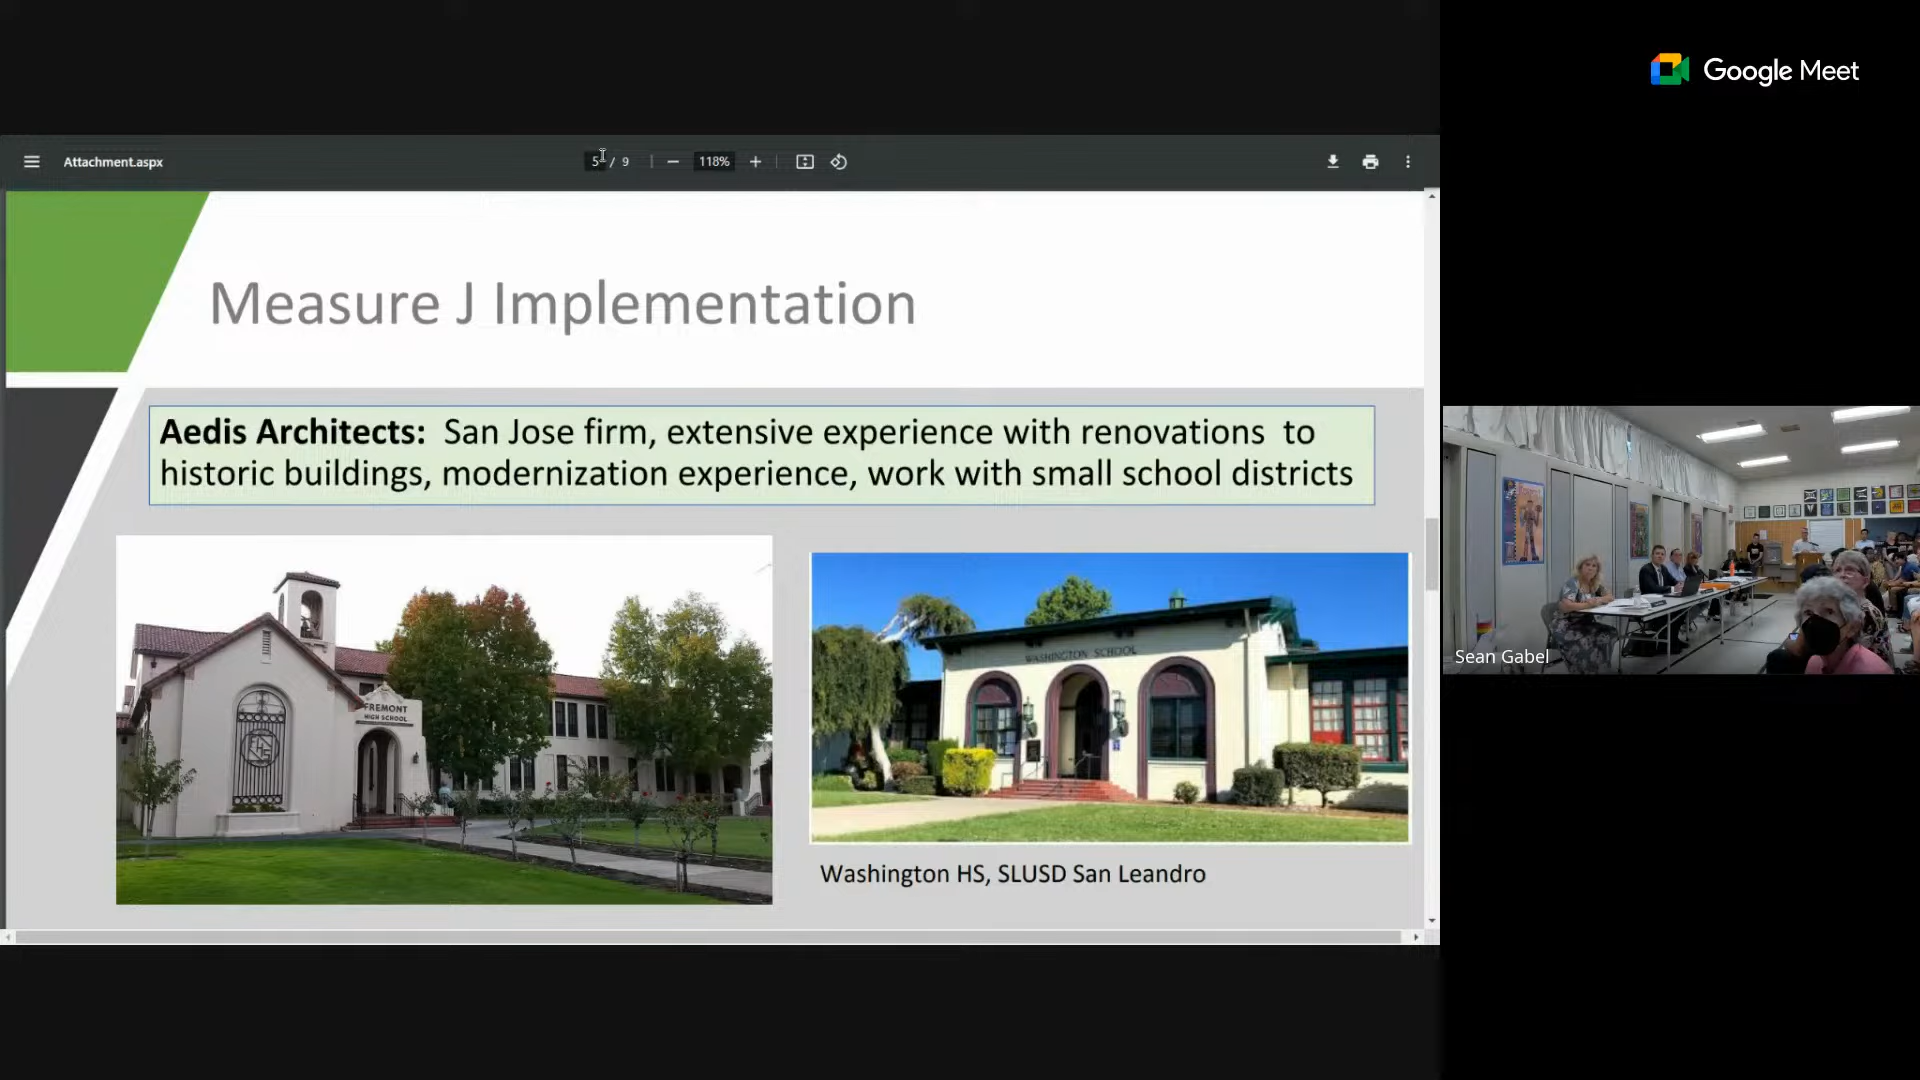 Google Meet
Attachment.aspx
5 / 9
118%
Measure J Implementation
Aedis Architects: San Jose firm, extensive experience with renovations to
historic buildings, modernization experience, work with small school districts
FREMONT
HIGH SCHOOL
WASHINGTON SCHOOL
Washington HS, SLUSD San Leandro
Sean Gabel